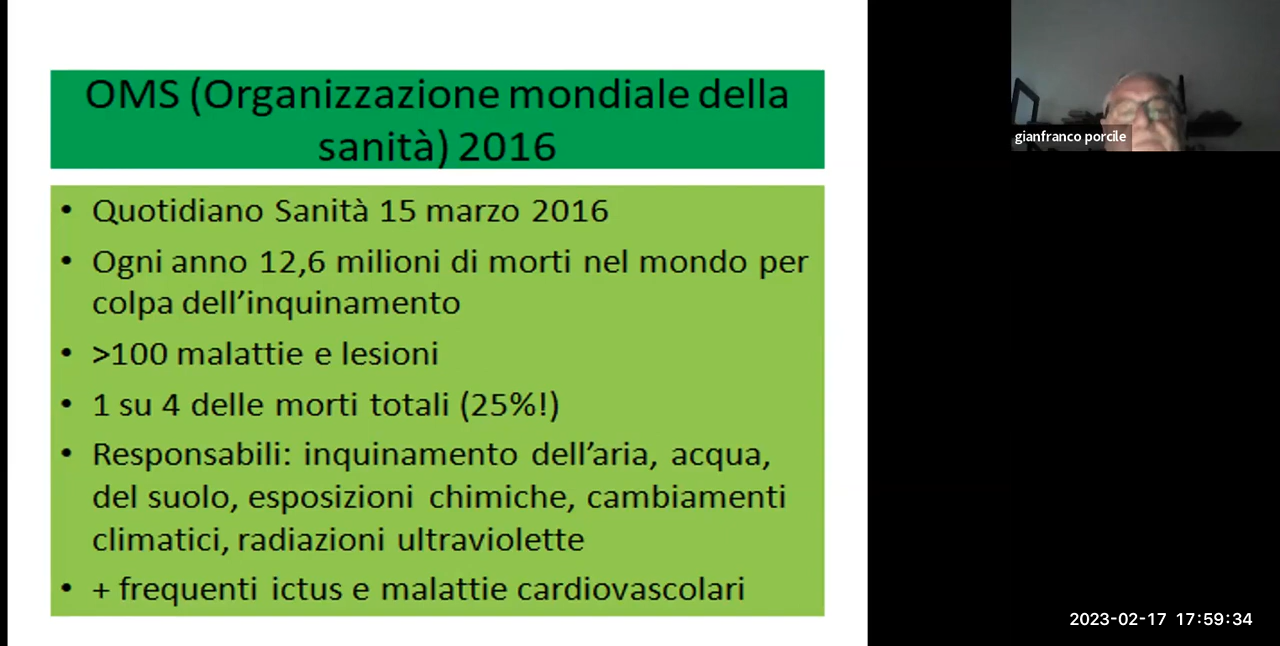 OMS (Organizzazione mondiale della
sanità) 2016
• Quotidiano Sanità 15 marzo 2016
• Ogni anno 12,6 milioni di morti nel mondo per
colpa dell’inquinamento
• >100 malattie e lesioni
• 1 su 4 delle morti totali (25%!)
• Responsabili: inquinamento dell’aria, acqua,
del suolo, esposizioni chimiche, cambiamenti
climatici, radiazioni ultraviolette
• + frequenti ictus e malattie cardiovascolari
gianfranco porcile
2023-02-17 17:59:34